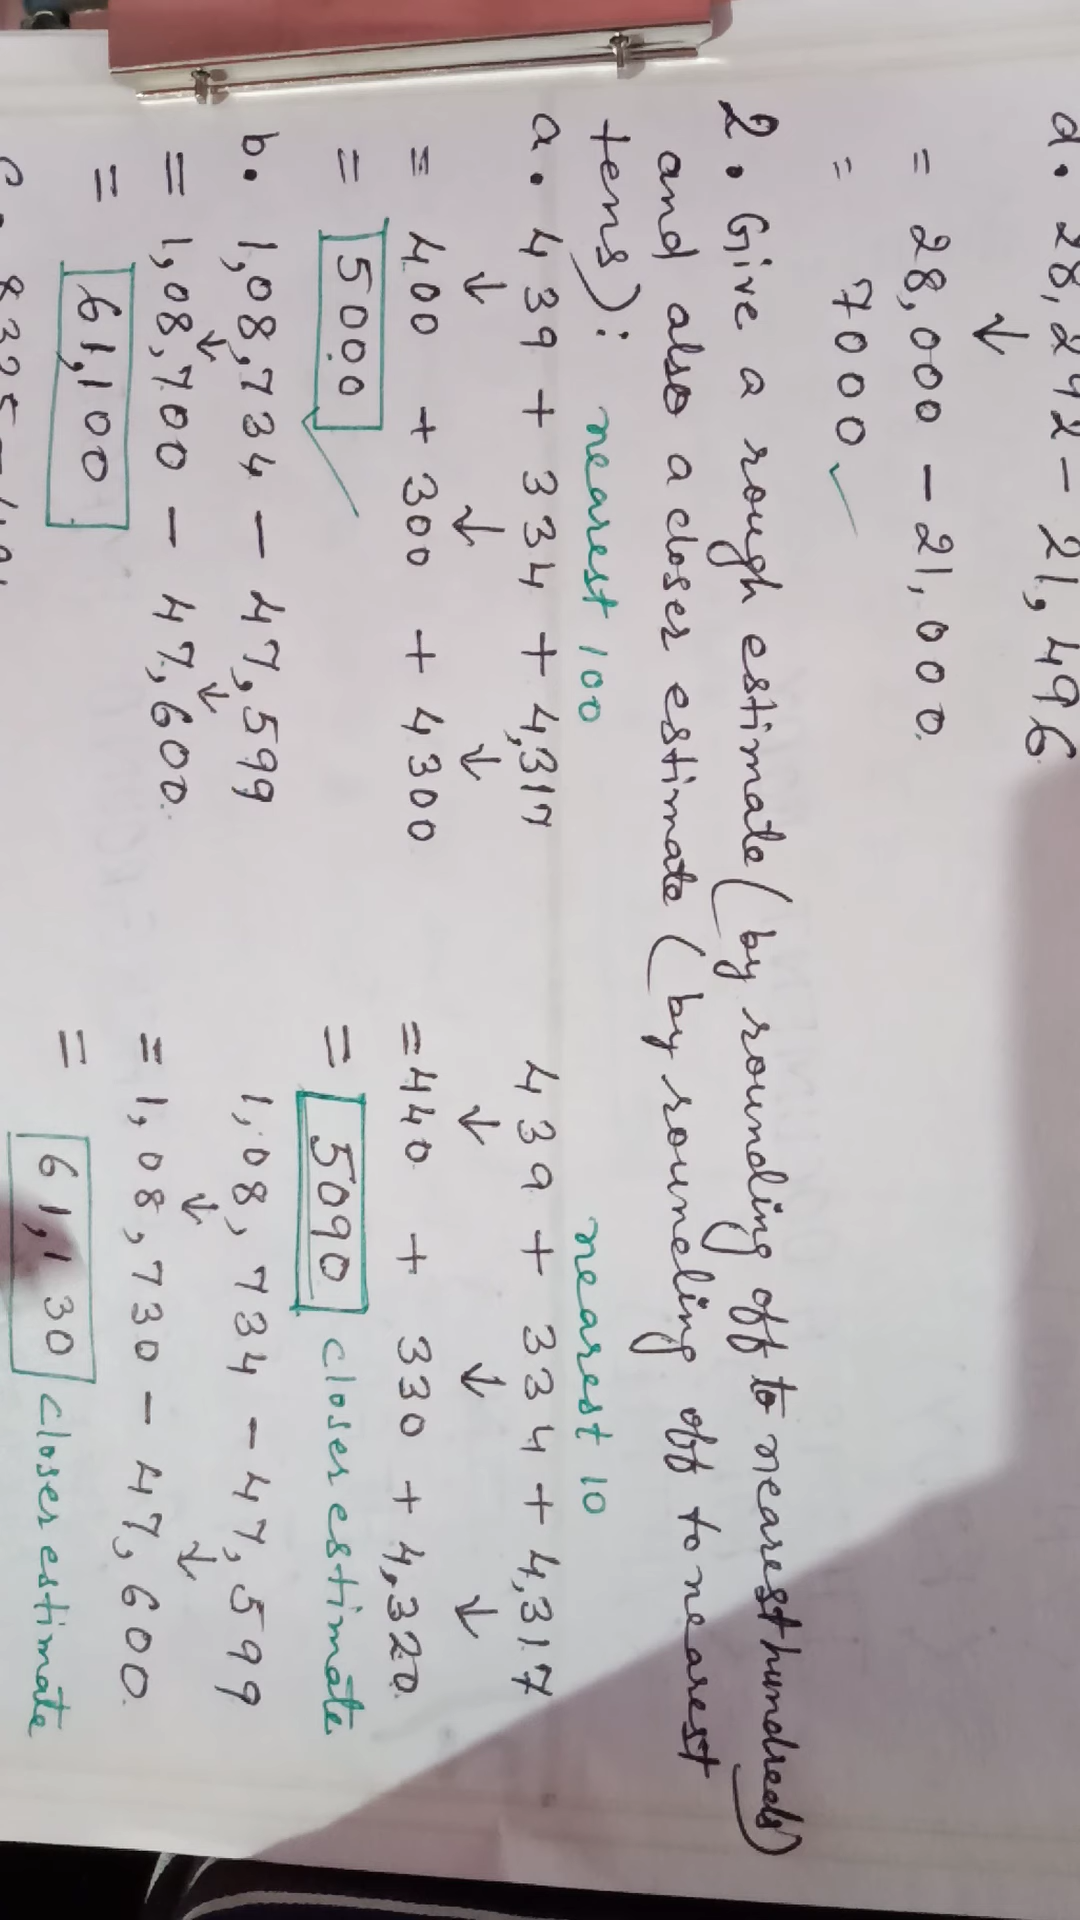 d. 28,292 - 21,496
↓
= 28,000 - 21,000.
= 7000 ✓
2. Give a rough estimate (by rounding off to nearest hundreds)
and also a closer estimate (by rounding off to nearest
tens):
nearest 100 nearest 10
a. 439 + 334 + 4,317 439 + 334 + 4,317
↓ ↓ ↓ ↓ ↓ ↓
= 400 + 300 + 4300 = 440 + 330 + 4,320.
= 5000 ✓ = 5090 closer estimate
b. 1,08,734 - 47,599 1,08,734 - 47,599
↓ ↓ ↓ ↓
= 1,08,700 - 47,600. = 1,08,730 - 47,600.
= 61,100 = 61,130 closer estimate